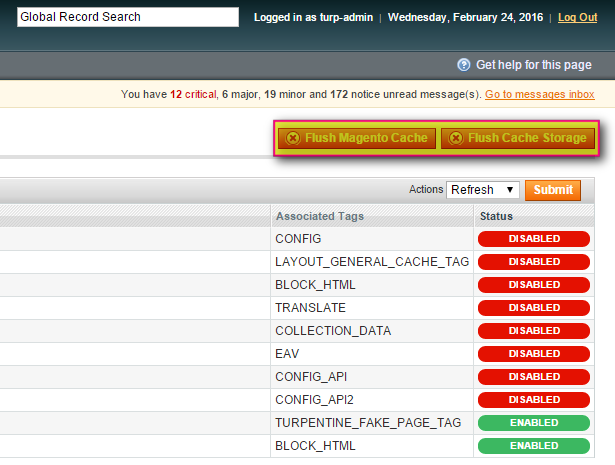 Global Record Search Logged in as turp-admin | Wednesday, February 24, 2016 | Log Out
Get help for this page
You have 12 critical, 6 major, 19 minor and 172 notice unread message(s). Go to messages inbox
Flush Magento Cache Flush Cache Storage
Actions Refresh Submit
Associated Tags Status
CONFIG DISABLED
LAYOUT_GENERAL_CACHE_TAG DISABLED
BLOCK_HTML DISABLED
TRANSLATE DISABLED
COLLECTION_DATA DISABLED
EAV DISABLED
CONFIG_API DISABLED
CONFIG_API2 DISABLED
TURPENTINE_FAKE_PAGE_TAG ENABLED
BLOCK_HTML ENABLED